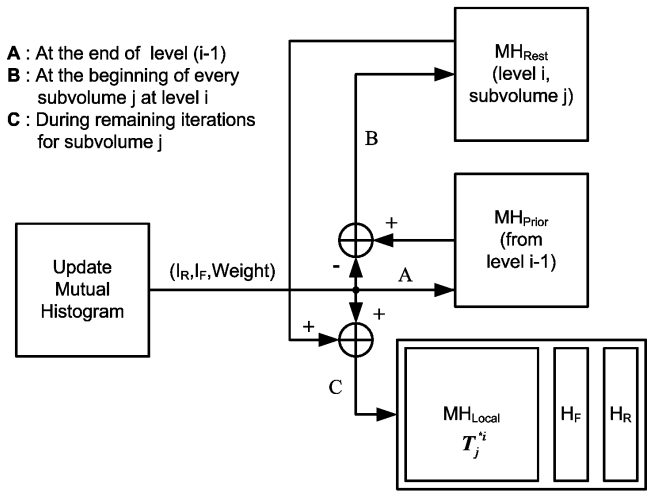 A : At the end of level (i-1)
B : At the beginning of every
subvolume j at level i
C : During remaining iterations
for subvolume j
MH_Rest
(level i,
subvolume j)
B
MH_Prior
(from
level i-1)
+
-
A
Update
Mutual
Histogram
(I_R,I_F,Weight)
+
+
C
MH_Local
T_j^{*i}
H_F
H_R